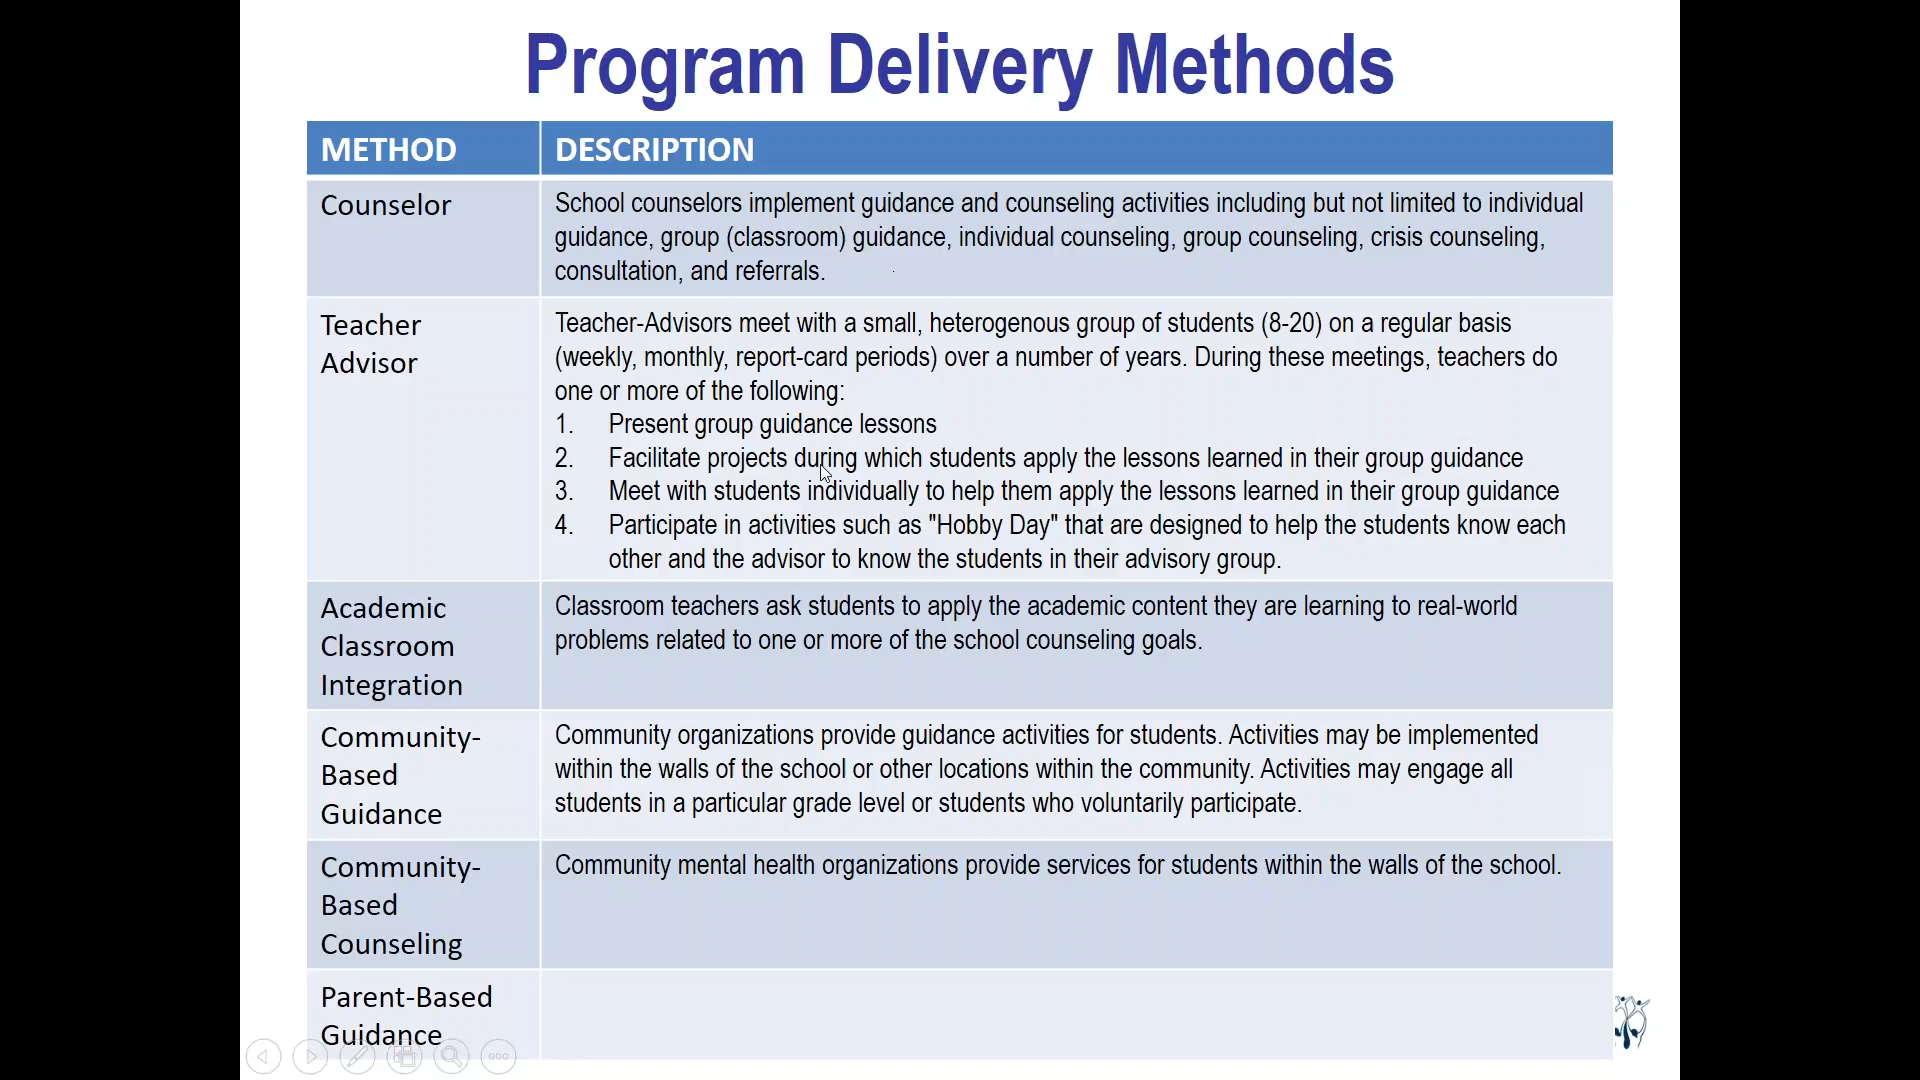 Program Delivery Methods
METHOD
DESCRIPTION
Counselor
School counselors implement guidance and counseling activities including but not limited to individual
guidance, group (classroom) guidance, individual counseling, group counseling, crisis counseling,
consultation, and referrals.
Teacher
Advisor
Teacher-Advisors meet with a small, heterogenous group of students (8-20) on a regular basis
(weekly, monthly, report-card periods) over a number of years. During these meetings, teachers do
one or more of the following:
1. Present group guidance lessons
2. Facilitate projects during which students apply the lessons learned in their group guidance
3. Meet with students individually to help them apply the lessons learned in their group guidance
4. Participate in activities such as "Hobby Day" that are designed to help the students know each
other and the advisor to know the students in their advisory group.
Academic
Classroom
Integration
Classroom teachers ask students to apply the academic content they are learning to real-world
problems related to one or more of the school counseling goals.
Community-
Based
Guidance
Community organizations provide guidance activities for students. Activities may be implemented
within the walls of the school or other locations within the community. Activities may engage all
students in a particular grade level or students who voluntarily participate.
Community-
Based
Counseling
Community mental health organizations provide services for students within the walls of the school.
Parent-Based
Guidance